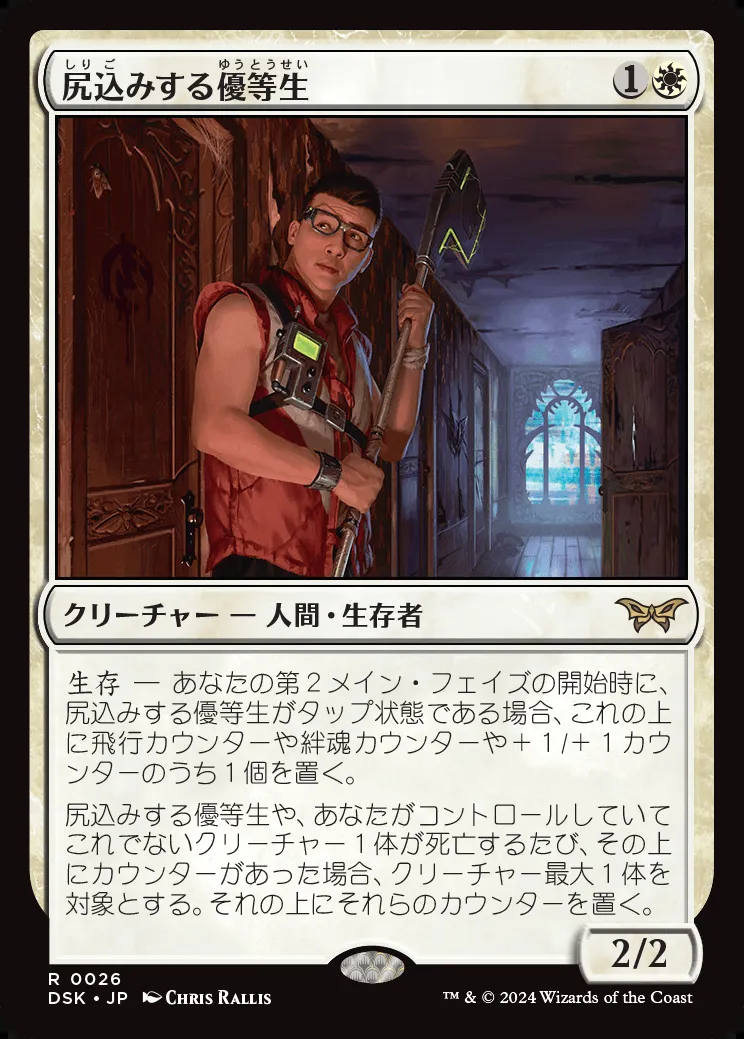 しりご ゆうとうせい
尻込みする優等生 1
クリーチャー — 人間・生存者
生存 — あなたの第2メイン・フェイズの開始時に、
尻込みする優等生がタップ状態である場合、これの上
に飛行カウンターや絆魂カウンターや+1/+1カウ
ンターのうち1個を置く。
尻込みする優等生や、あなたがコントロールしていて
これでないクリーチャー1体が死亡するたび、その上
にカウンターがあった場合、クリーチャー最大1体を
対象とする。それの上にそれらのカウンターを置く。
2/2
R 0026
DSK • JP Chris Rallis
™ & © 2024 Wizards of the Coast